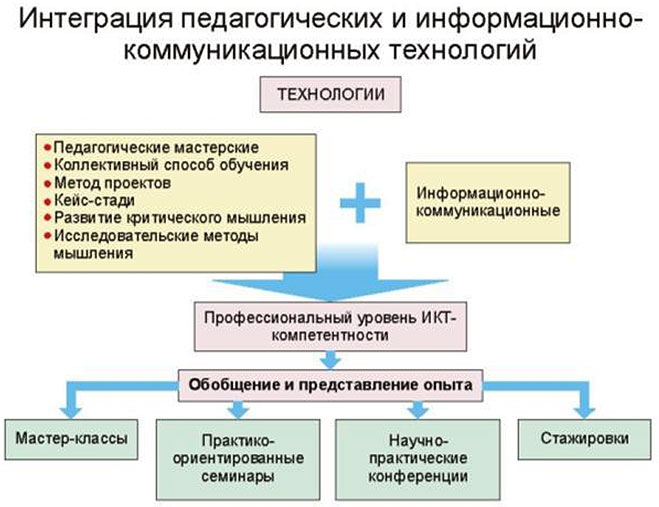 Интеграция педагогических и информационно-
коммуникационных технологий
ТЕХНОЛОГИИ
• Педагогические мастерские
• Коллективный способ обучения
• Метод проектов
• Кейс-стади
• Развитие критического мышления
• Исследовательские методы
мышления
+
Информационно-
коммуникационные
Профессиональный уровень ИКТ-
компетентности
Обобщение и представление опыта
Мастер-классы
Практико-
ориентированные
семинары
Научно-
практические
конференции
Стажировки